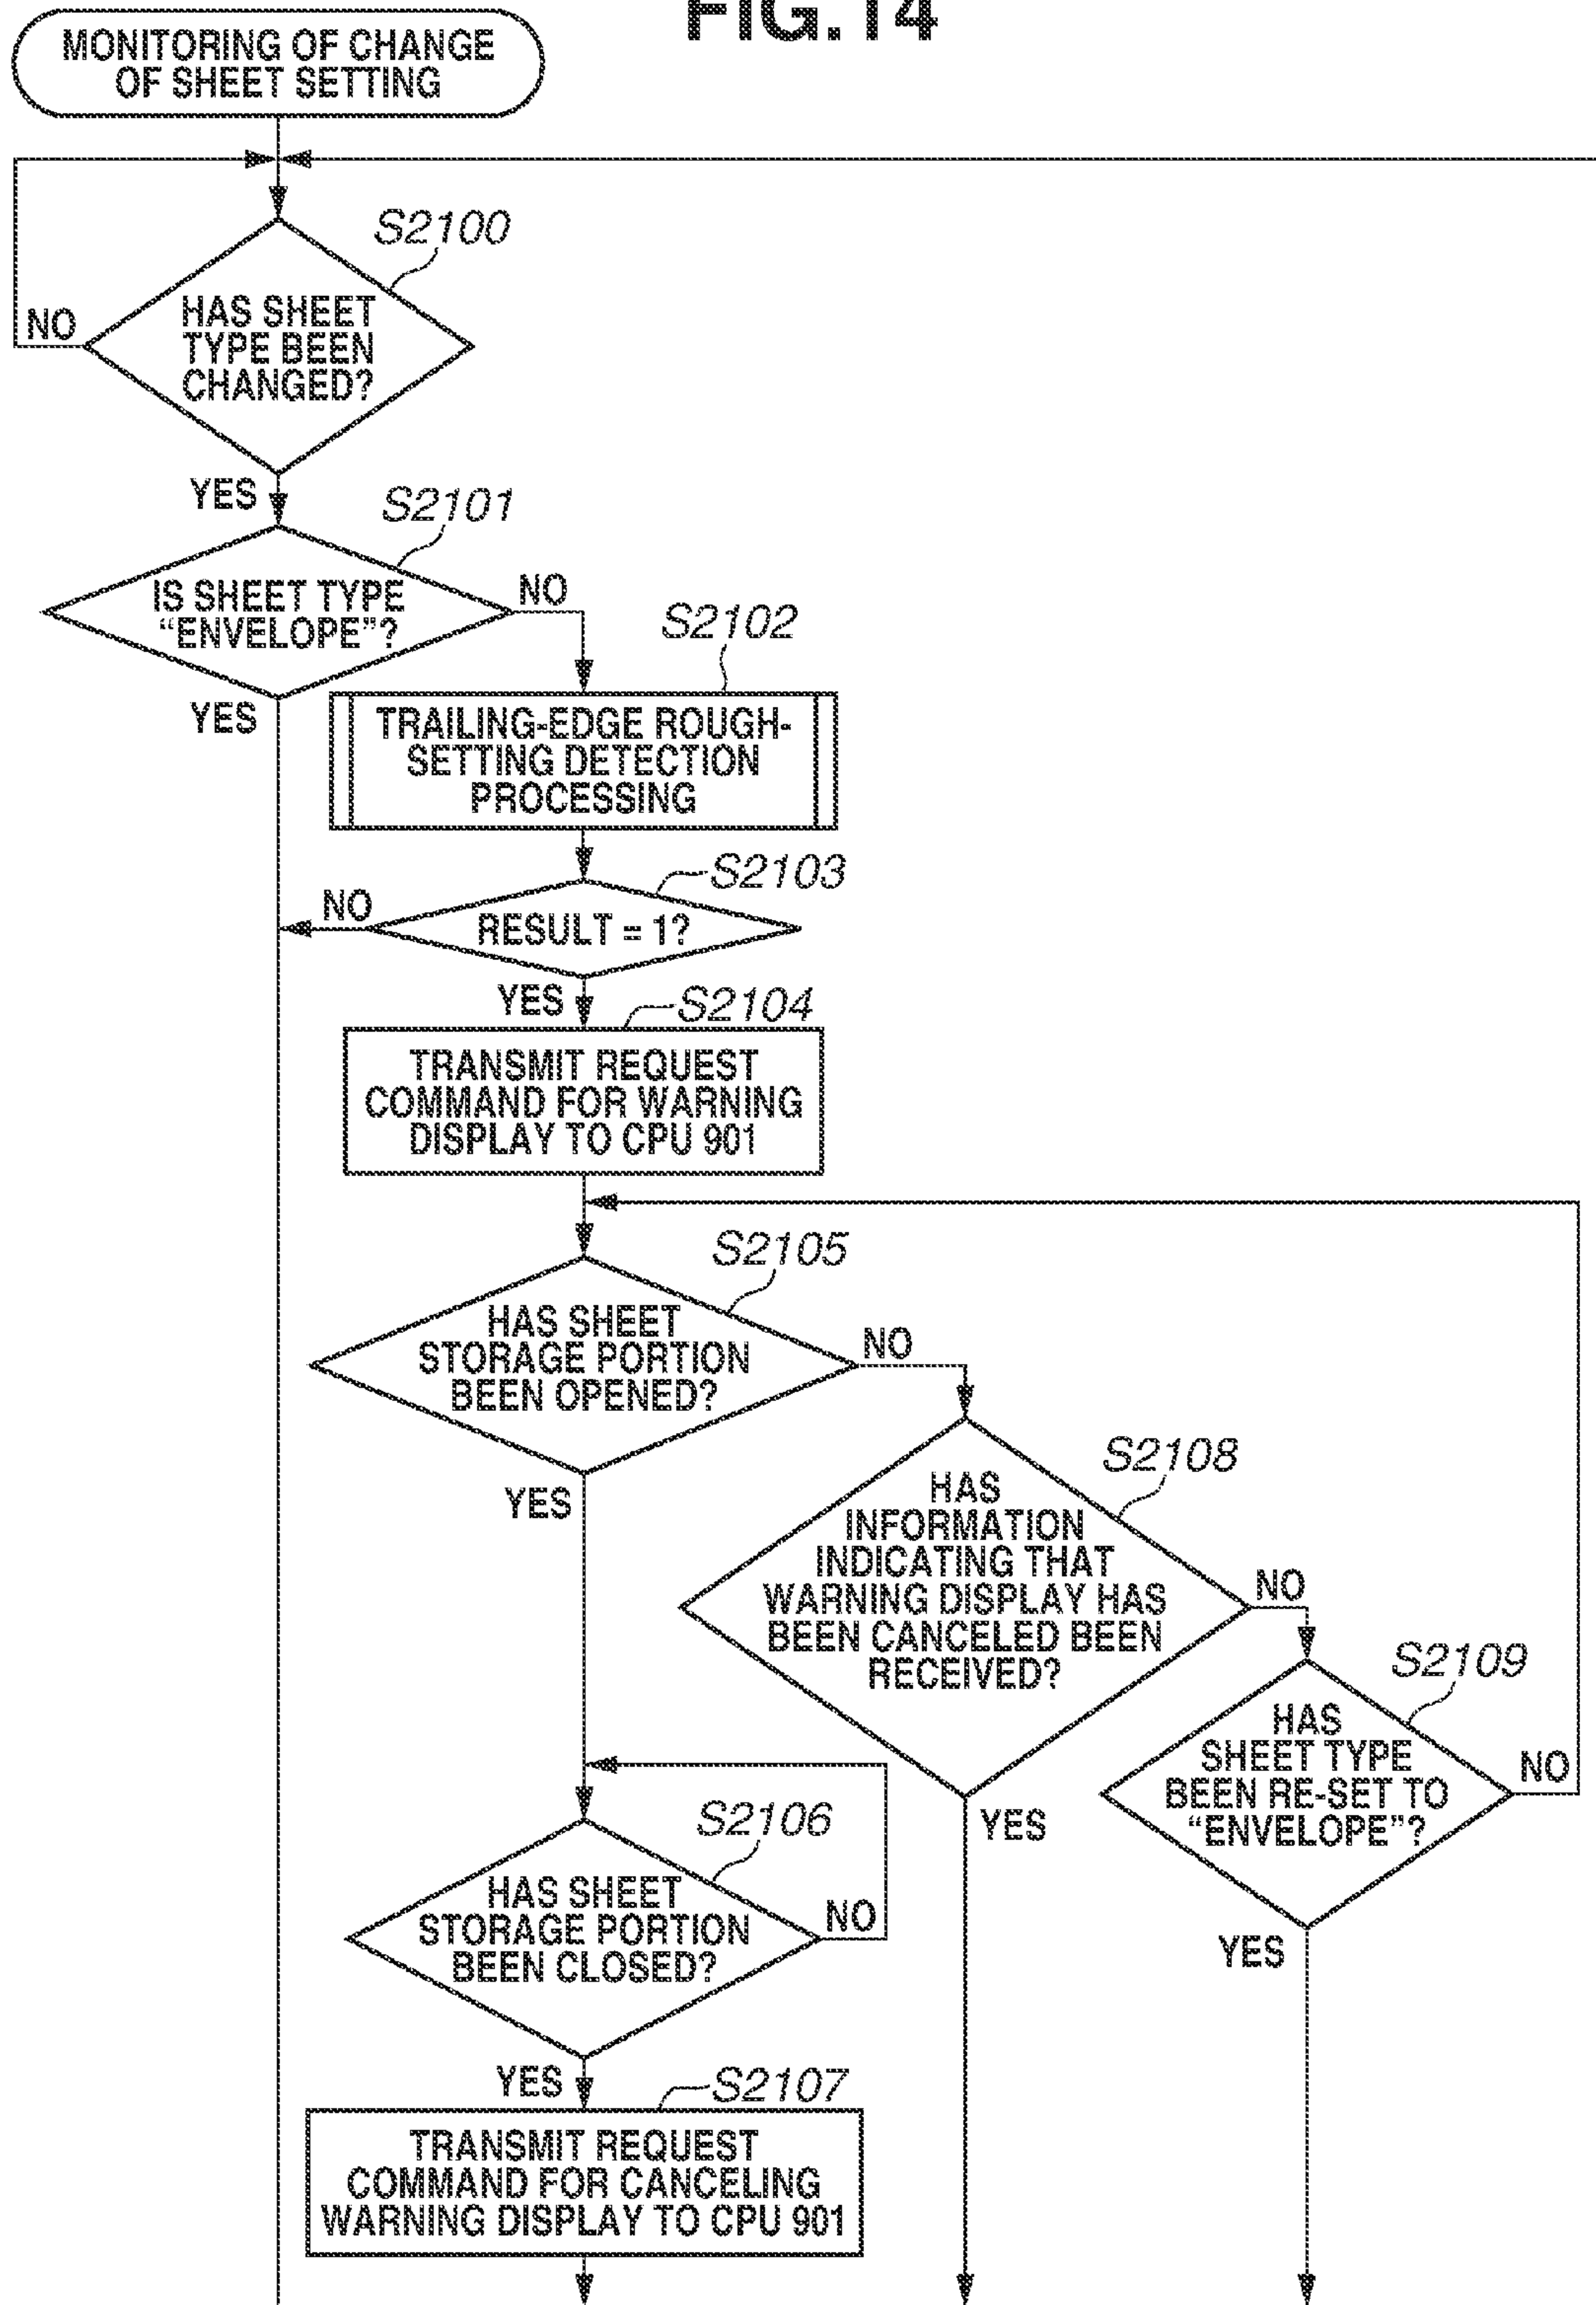 FIG.14
MONITORING OF CHANGE
OF SHEET SETTING
S2100
HAS SHEET
TYPE BEEN
CHANGED?
NO
YES
S2101
IS SHEET TYPE
“ENVELOPE”?
NO
YES
S2102
TRAILING-EDGE ROUGH-
SETTING DETECTION
PROCESSING
S2103
RESULT = 1?
NO
YES
S2104
TRANSMIT REQUEST
COMMAND FOR WARNING
DISPLAY TO CPU 901
S2105
HAS SHEET
STORAGE PORTION
BEEN OPENED?
NO
YES
S2108
HAS
INFORMATION
INDICATING THAT
WARNING DISPLAY HAS
BEEN CANCELED BEEN
RECEIVED?
NO
YES
S2109
HAS
SHEET TYPE
BEEN RE-SET TO
“ENVELOPE”?
NO
YES
S2106
HAS SHEET
STORAGE PORTION
BEEN CLOSED?
NO
YES
S2107
TRANSMIT REQUEST
COMMAND FOR CANCELING
WARNING DISPLAY TO CPU 901